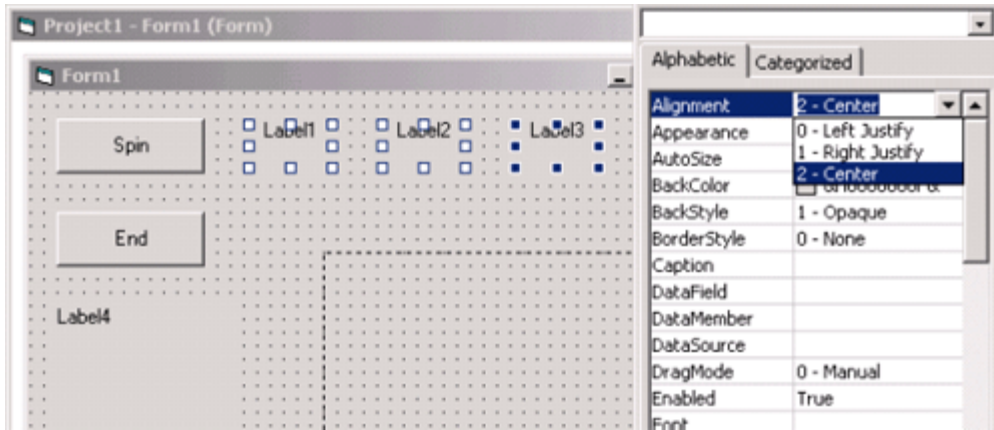 Project1 - Form1 (Form)
Form1
Spin
Label1
Label2
Label3
End
Label4
Alphabetic
Categorized
Alignment 2 - Center
0 - Left Justify
1 - Right Justify
2 - Center
Appearance
AutoSize
BackColor
BackStyle 1 - Opaque
BorderStyle 0 - None
Caption
DataField
DataMember
DataSource
DragMode 0 - Manual
Enabled True
Font